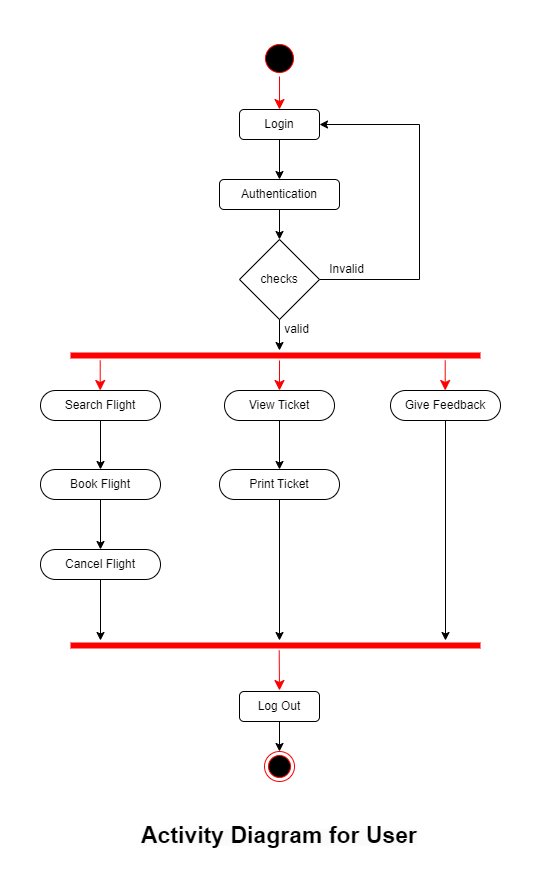 Login
Authentication
checks
Invalid
valid
Search Flight
View Ticket
Give Feedback
Book Flight
Print Ticket
Cancel Flight
Log Out
Activity Diagram for User